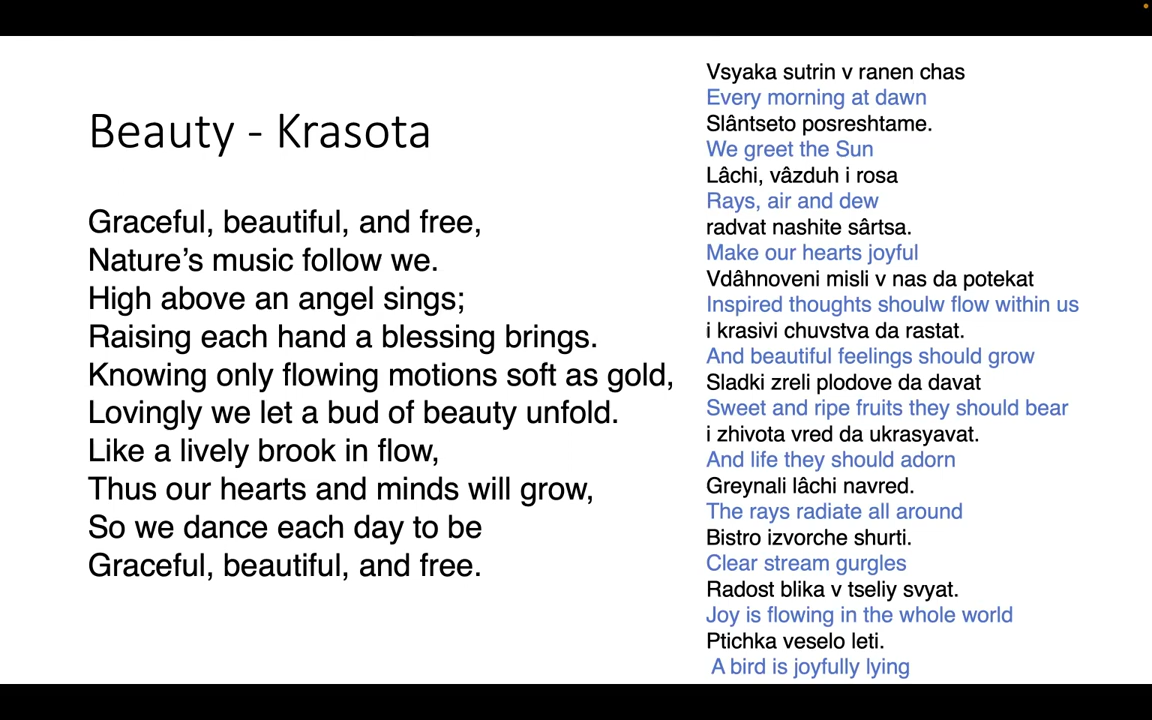 Beauty - Krasota
Graceful, beautiful, and free,
Nature’s music follow we.
High above an angel sings;
Raising each hand a blessing brings.
Knowing only flowing motions soft as gold,
Lovingly we let a bud of beauty unfold.
Like a lively brook in flow,
Thus our hearts and minds will grow,
So we dance each day to be
Graceful, beautiful, and free.
Vsyaka sutrin v ranen chas
Every morning at dawn
Slântseto posreshtame.
We greet the Sun
Lâchi, vâzduh i rosa
Rays, air and dew
radvat nashite sârtsa.
Make our hearts joyful
Vdâhnoveni misli v nas da potekat
Inspired thoughts shoulw flow within us
i krasivi chuvstva da rastat.
And beautiful feelings should grow
Sladki zreli plodove da davat
Sweet and ripe fruits they should bear
i zhivota vred da ukrasyavat.
And life they should adorn
Greynali lâchi navred.
The rays radiate all around
Bistro izvorche shurti.
Clear stream gurgles
Radost blika v tseliy svyat.
Joy is flowing in the whole world
Ptichka veselo leti.
A bird is joyfully lying